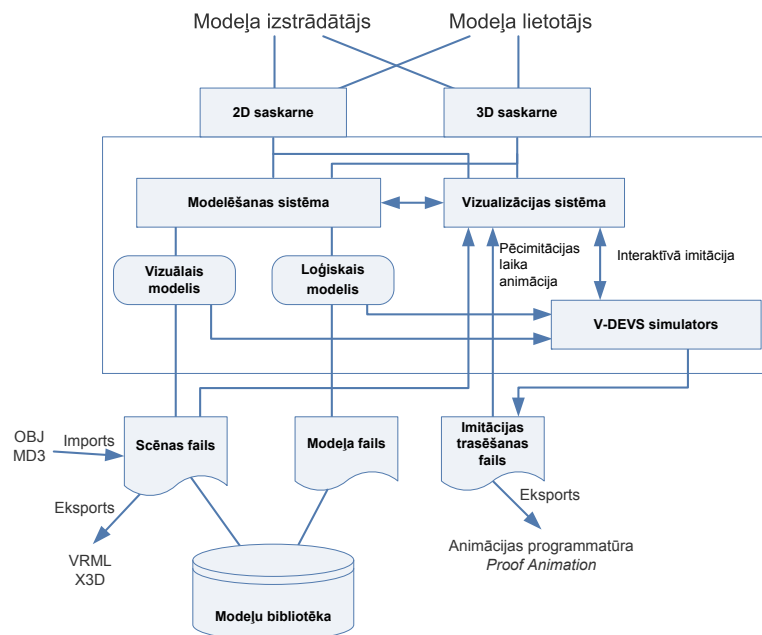 Modeļa izstrādātājs
Modeļa lietotājs
2D saskarne
3D saskarne
Modelēšanas sistēma
Vizualizācijas sistēma
Pēcimitācijas
laika
animācija
Interaktīvā imitācija
Vizuālais
modelis
Loģiskais
modelis
V-DEVS simulators
OBJ
MD3
Imports
Scēnas fails
Modeļa fails
Imitācijas
trasēšanas
fails
Eksports
Eksports
VRML
X3D
Animācijas programmatūra
Proof Animation
Modeļu bibliotēka